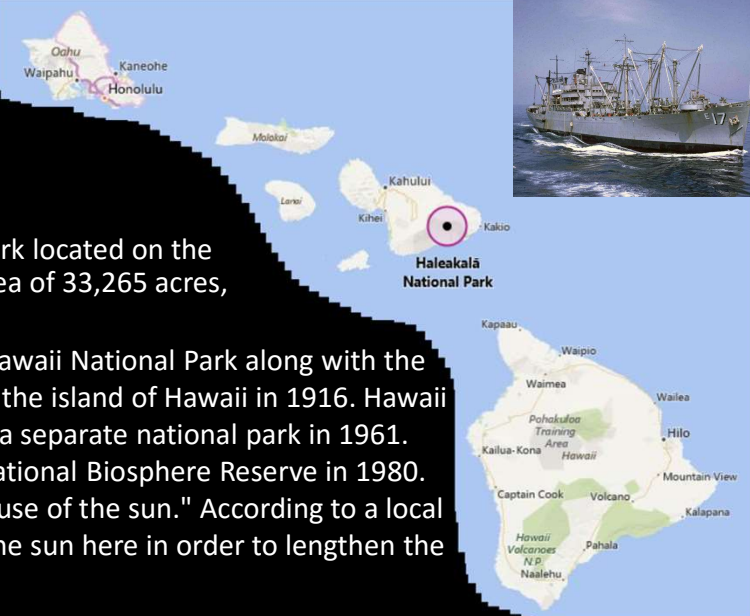 Oahu
Kaneohe
Waipahu
Honolulu
Molokai
Lanai
Kahului
Kihei
Kakio
Haleakalā
National Park
E 17
rk located on the
ea of 33,265 acres,
awaii National Park along with the
the island of Hawaii in 1916. Hawaii
a separate national park in 1961.
ational Biosphere Reserve in 1980.
use of the sun." According to a local
he sun here in order to lengthen the
Kapaau
Waipio
Waimea
Wailea
Pohakuloa
Training
Area
Hawaii
Hilo
Kailua-Kona
Mountain View
Captain Cook
Volcano
Kalapana
Hawaii
Volcanoes
N.P.
Pahala
Naalehu